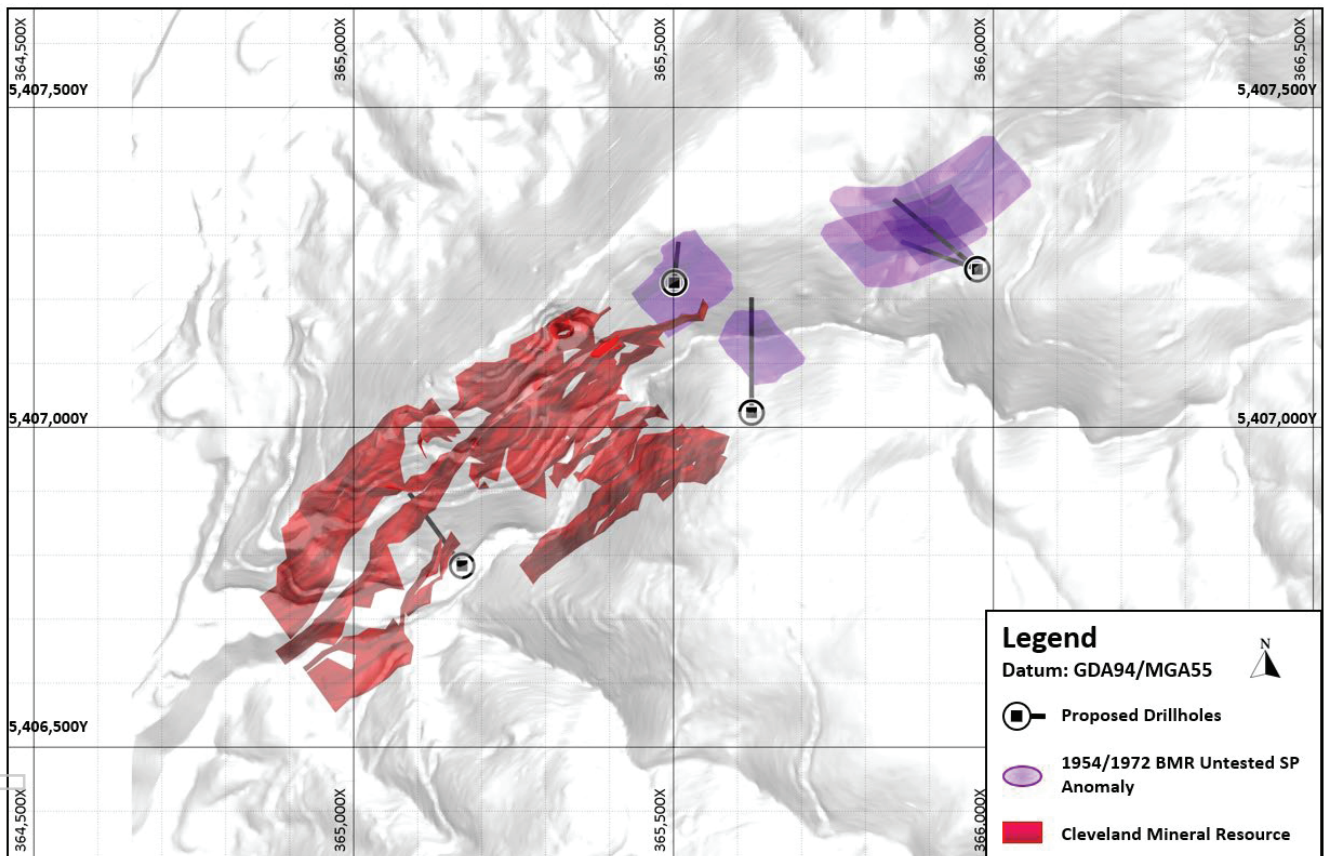 364,500X
365,000X
365,500X
366,000X
366,500X
5,407,500Y
5,407,500Y
5,407,000Y
5,407,000Y
5,406,500Y
364,500X
365,000X
365,500X
366,000X
Legend
Datum: GDA94/MGA55
N
Proposed Drillholes
1954/1972 BMR Untested SP
Anomaly
Cleveland Mineral Resource